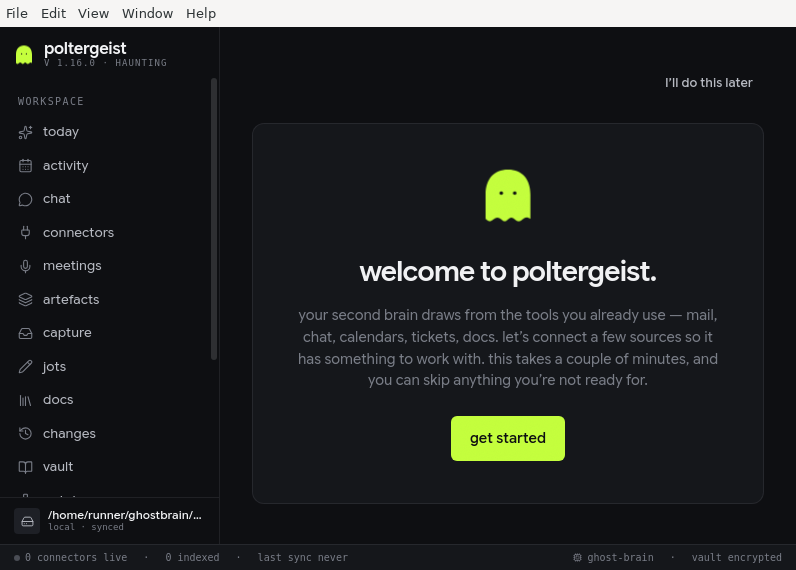 File Edit View Window Help
poltergeist
V 1.16.0 · HAUNTING
WORKSPACE
today
activity
chat
connectors
meetings
artefacts
capture
jots
docs
changes
vault
/home/runner/ghostbrain/...
local · synced
I'll do this later
welcome to poltergeist.
your second brain draws from the tools you already use — mail,
chat, calendars, tickets, docs. let's connect a few sources so it
has something to work with. this takes a couple of minutes, and
you can skip anything you're not ready for.
get started
0 connectors live · 0 indexed · last sync never
ghost-brain · vault encrypted